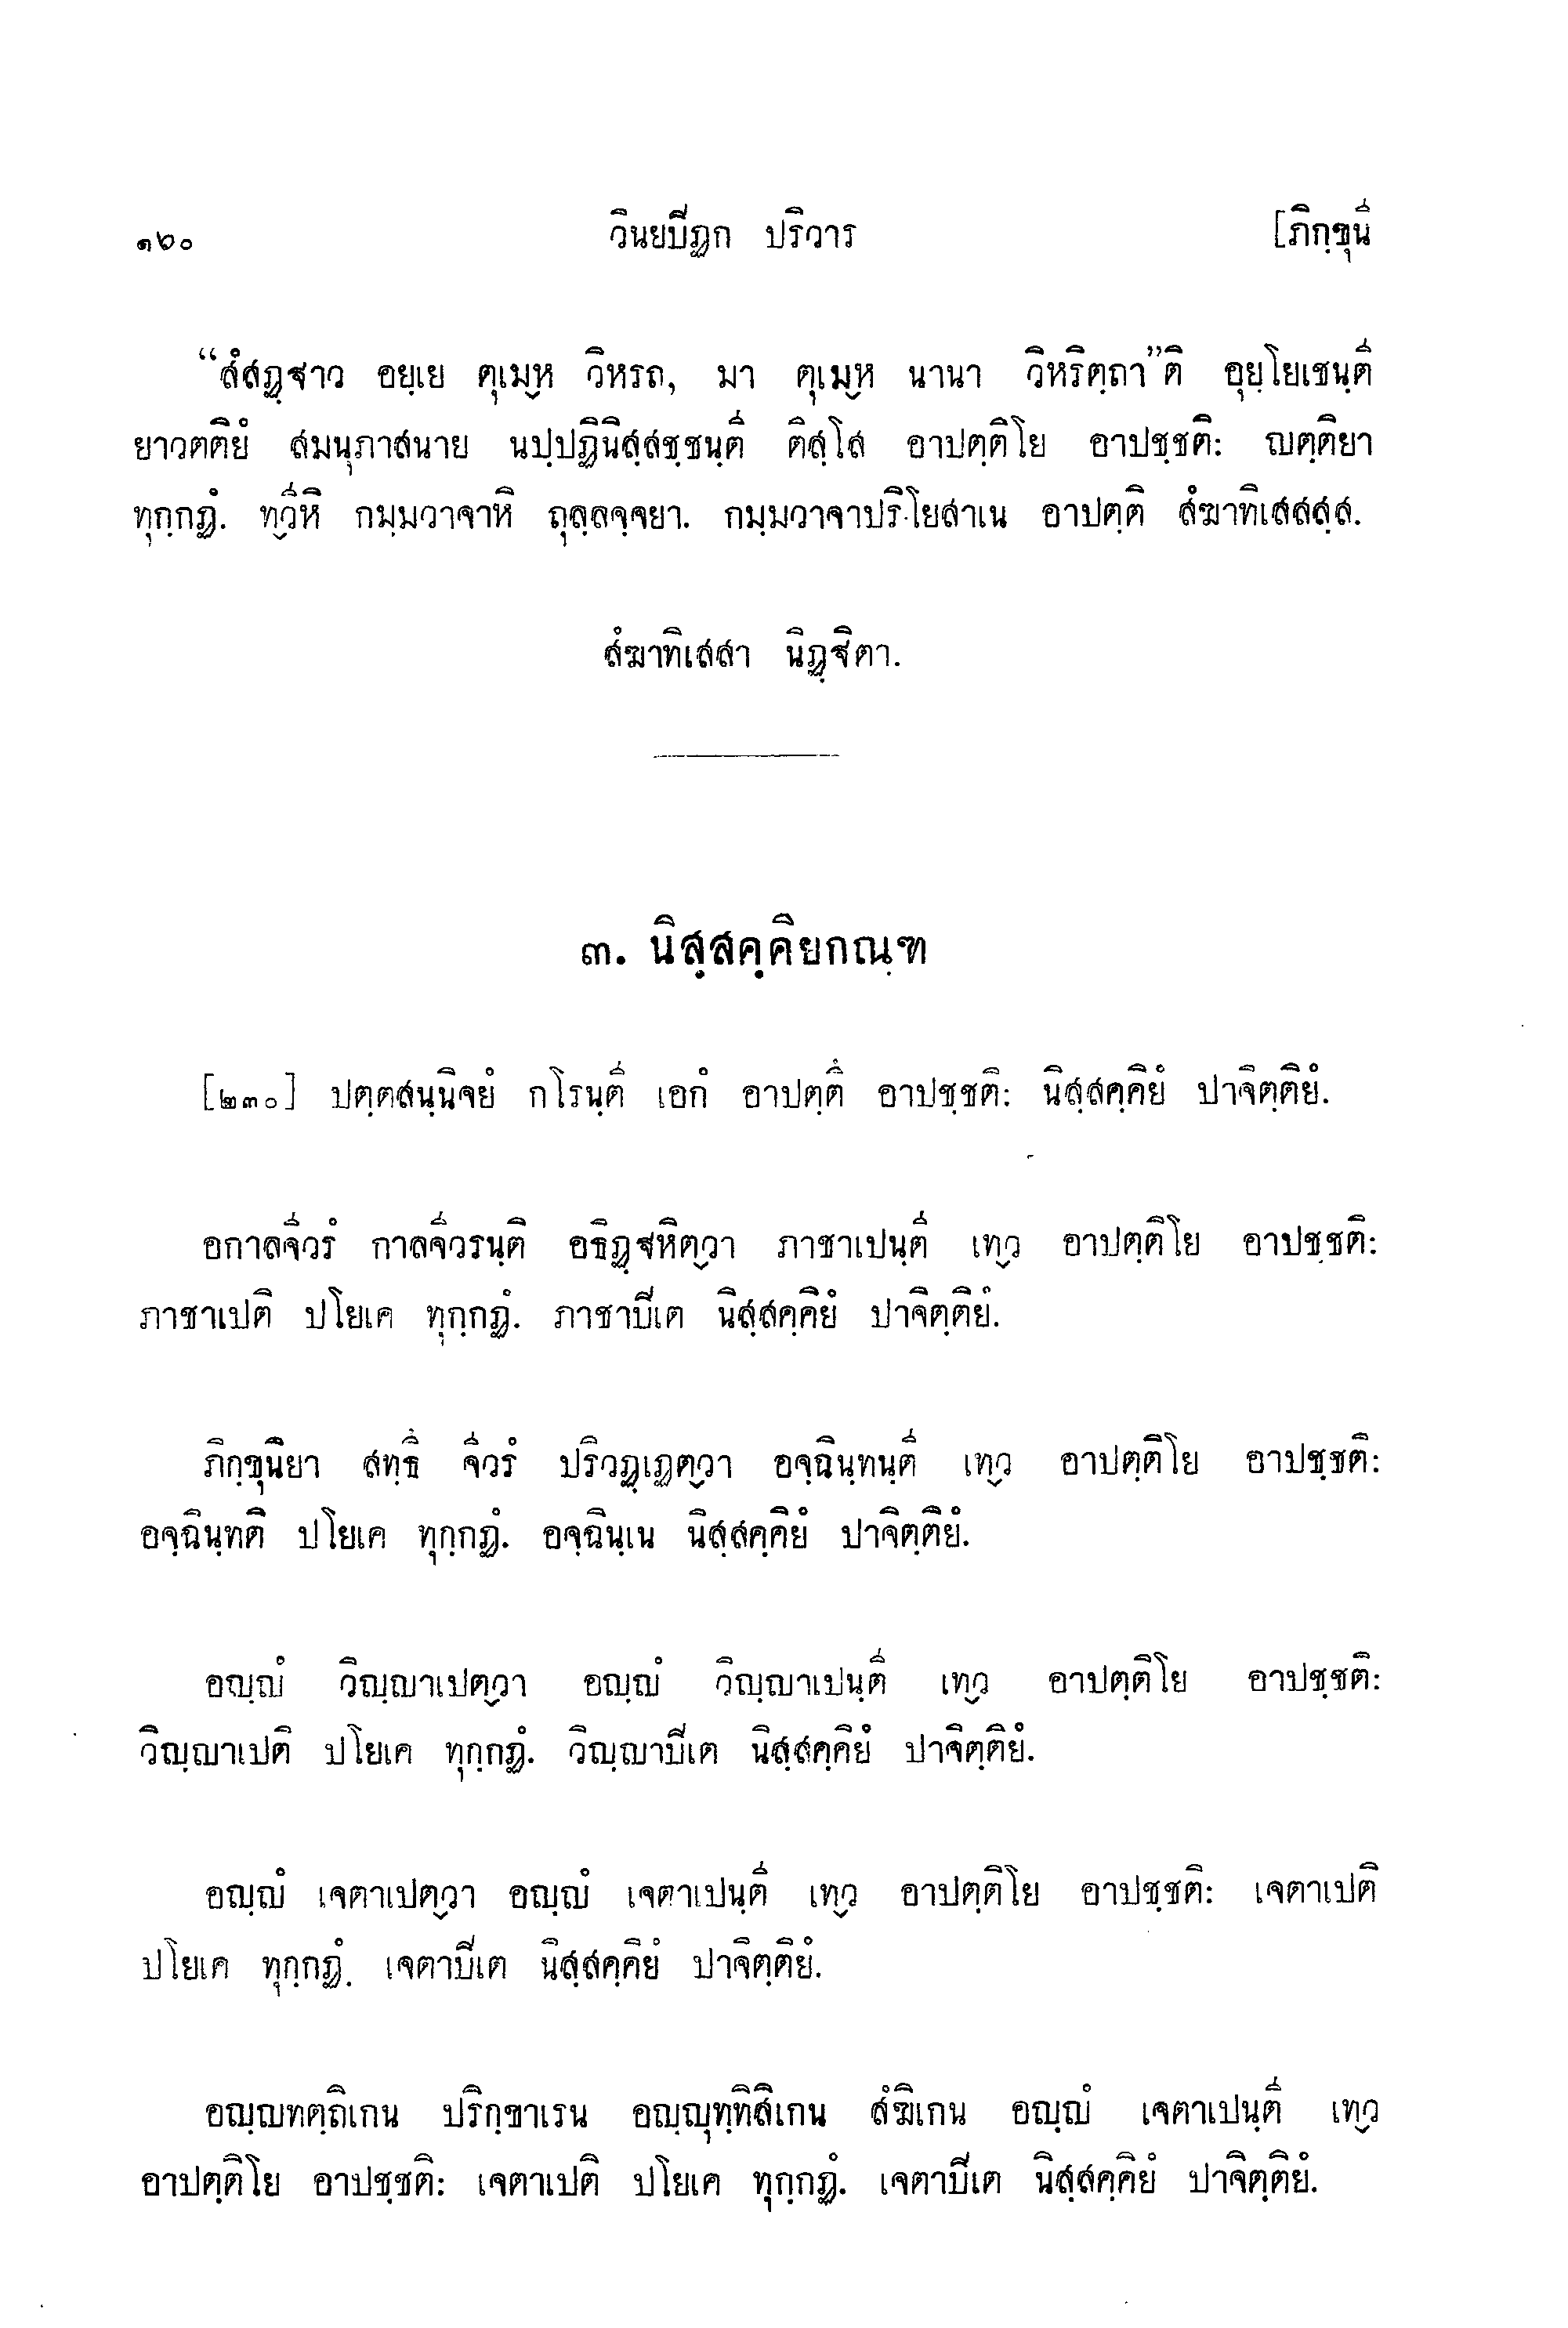 ๑๖๐ วินยปิฏก ปริวาร [ภิกฺขุนี
“สํสฏฺฐาว อยฺเย ตุเมฺห วิหรถ, มา ตุเมฺห นานา วิหริตฺถา”ติ อุยฺโยเชนฺตี
ยาวตติยํ สมนุภาสนาย นปฺปฏินิสฺสชฺชนฺตี ติสฺโส อาปตฺติโย อาปชฺชติ: ญตฺติยา
ทุกฺกฏํ. ทฺวีหิ กมฺมวาจาหิ ถุลฺลจฺจยา. กมฺมวาจาปริโยสาเน อาปตฺติ สํฆาทิเสสสฺส.
สํฆาทิเสสา นิฏฺฐิตา.
๓. นิสฺสคฺคิยกณฺฑ
[๒๓๐] ปตฺตสนฺนิจยํ กโรนฺตี เอกํ อาปตฺตึ อาปชฺชติ: นิสฺสคฺคิยํ ปาจิตฺติยํ.
อกาลจีวรํ กาลจีวรนฺติ อธิฏฺฐหิตฺวา ภาชาเปนฺตี เทฺว อาปตฺติโย อาปชฺชติ:
ภาชาเปติ ปโยเค ทุกฺกฏํ. ภาชาปิเต นิสฺสคฺคิยํ ปาจิตฺติยํ.
ภิกฺขุนิยา สทฺธึ จีวรํ ปริวฏฺเฏตฺวา อจฺฉินฺทนฺตี เทฺว อาปตฺติโย อาปชฺชติ:
อจฺฉินฺทติ ปโยเค ทุกฺกฏํ. อจฺฉินฺเน นิสฺสคฺคิยํ ปาจิตฺติยํ.
อญฺญํ วิญฺญาเปตฺวา อญฺญํ วิญฺญาเปนฺตี เทฺว อาปตฺติโย อาปชฺชติ:
วิญฺญาเปติ ปโยเค ทุกฺกฏํ. วิญฺญาปิเต นิสฺสคฺคิยํ ปาจิตฺติยํ.
อญฺญํ เจตาเปตฺวา อญฺญํ เจตาเปนฺตี เทฺว อาปตฺติโย อาปชฺชติ: เจตาเปติ
ปโยเค ทุกฺกฏํ. เจตาปิเต นิสฺสคฺคิยํ ปาจิตฺติยํ.
อญฺญทตฺถิเกน ปริกฺขาเรน อญฺญุทฺทิสิเกน สํฆิเกน อญฺญํ เจตาเปนฺตี เทฺว
อาปตฺติโย อาปชฺชติ: เจตาเปติ ปโยเค ทุกฺกฏํ. เจตาปิเต นิสฺสคฺคิยํ ปาจิตฺติยํ.